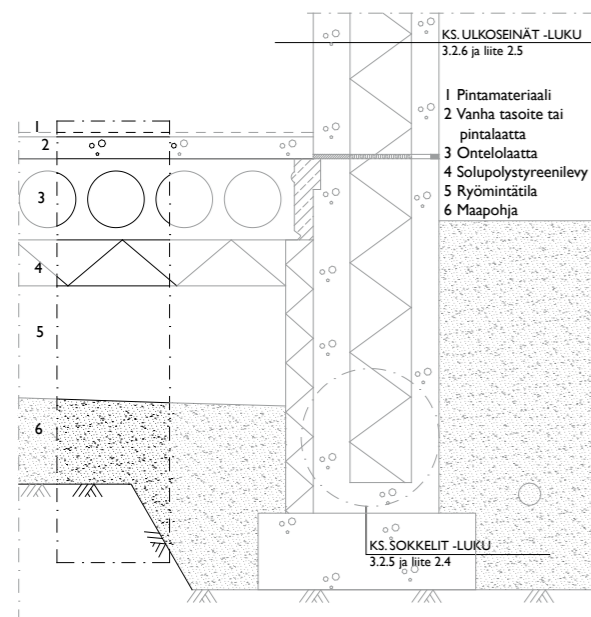 KS. ULKOSEINÄT -LUKU
3.2.6 ja liite 2.5
1 Pintamateriaali
2 Vanha tasoite tai
pintalaatta
3 Ontelolaatta
4 Solupolystyreenilevy
5 Ryömintätila
6 Maapohja
1
2
3
4
5
6
KS. SOKKELIT -LUKU
3.2.5 ja liite 2.4